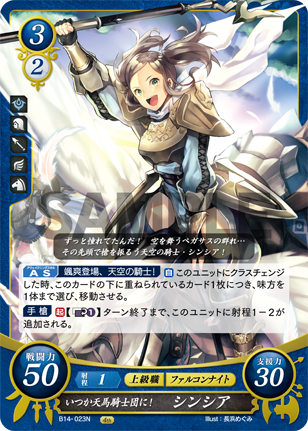 3
2
SAMPLE
ずっと憧れてたんだ! 空を舞うペガサスの群れ…
その先頭で槍を振るう天空の騎士・シンシア
颯爽登場、天空の騎士! 自 このユニットにクラスチェンジ
した時、このカードの下に重ねられているカード1枚につき、味方を
1体まで選び、移動させる。
手槍 起 【1】 ターン終了まで、このユニットに射程1-2が
追加される。
戦闘力
50
射程
1
上級職
ファルコンナイト
支援力
30
いつか天馬騎士団に! シンシア
B14-023N
Illust:長浜めぐみ